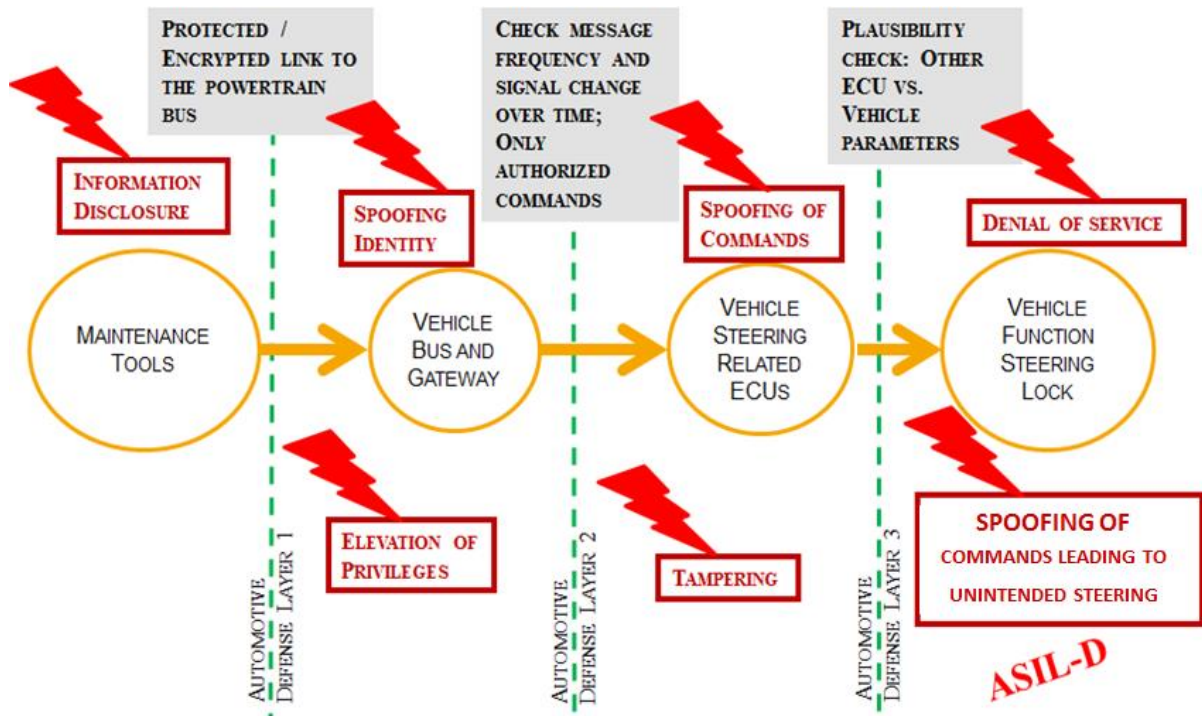 PROTECTED /
ENCRYPTED LINK TO
THE POWERTRAIN
BUS
CHECK MESSAGE
FREQUENCY AND
SIGNAL CHANGE
OVER TIME;
ONLY
AUTHORIZED
COMMANDS
PLAUSIBILITY
CHECK: OTHER
ECU VS.
VEHICLE
PARAMETERS
INFORMATION
DISCLOSURE
SPOOFING
IDENTITY
SPOOFING OF
COMMANDS
DENIAL OF SERVICE
MAINTENANCE
TOOLS
VEHICLE
BUS AND
GATEWAY
VEHICLE
STEERING
RELATED
ECUS
VEHICLE
FUNCTION
STEERING
LOCK
ELEVATION OF
PRIVILEGES
TAMPERING
SPOOFING OF
COMMANDS LEADING TO
UNINTENDED STEERING
ASIL-D
AUTOMOTIVE
DEFENSE LAYER 1
AUTOMOTIVE
DEFENSE LAYER 2
AUTOMOTIVE
DEFENSE LAYER 3